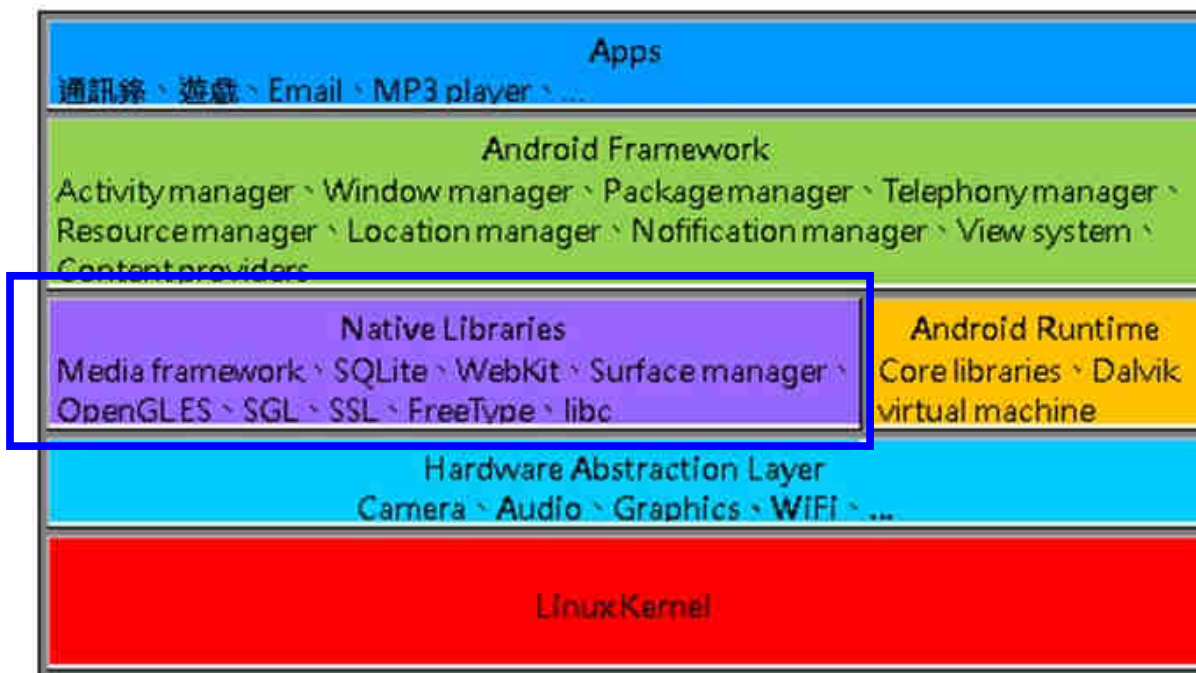 Apps
通訊錄、遊戲、Email、MP3 player、...
Android Framework
Activity manager、Window manager、Package manager、Telephony manager、
Resource manager、Location manager、Nofification manager、View system、
Content providers
Native Libraries
Media framework、SQLite、WebKit、Surface manager、
OpenGL ES、SGL、SSL、FreeType、libc
Android Runtime
Core libraries、Dalvik
virtual machine
Hardware Abstraction Layer
Camera、Audio、Graphics、WiFi、...
Linux Kernel